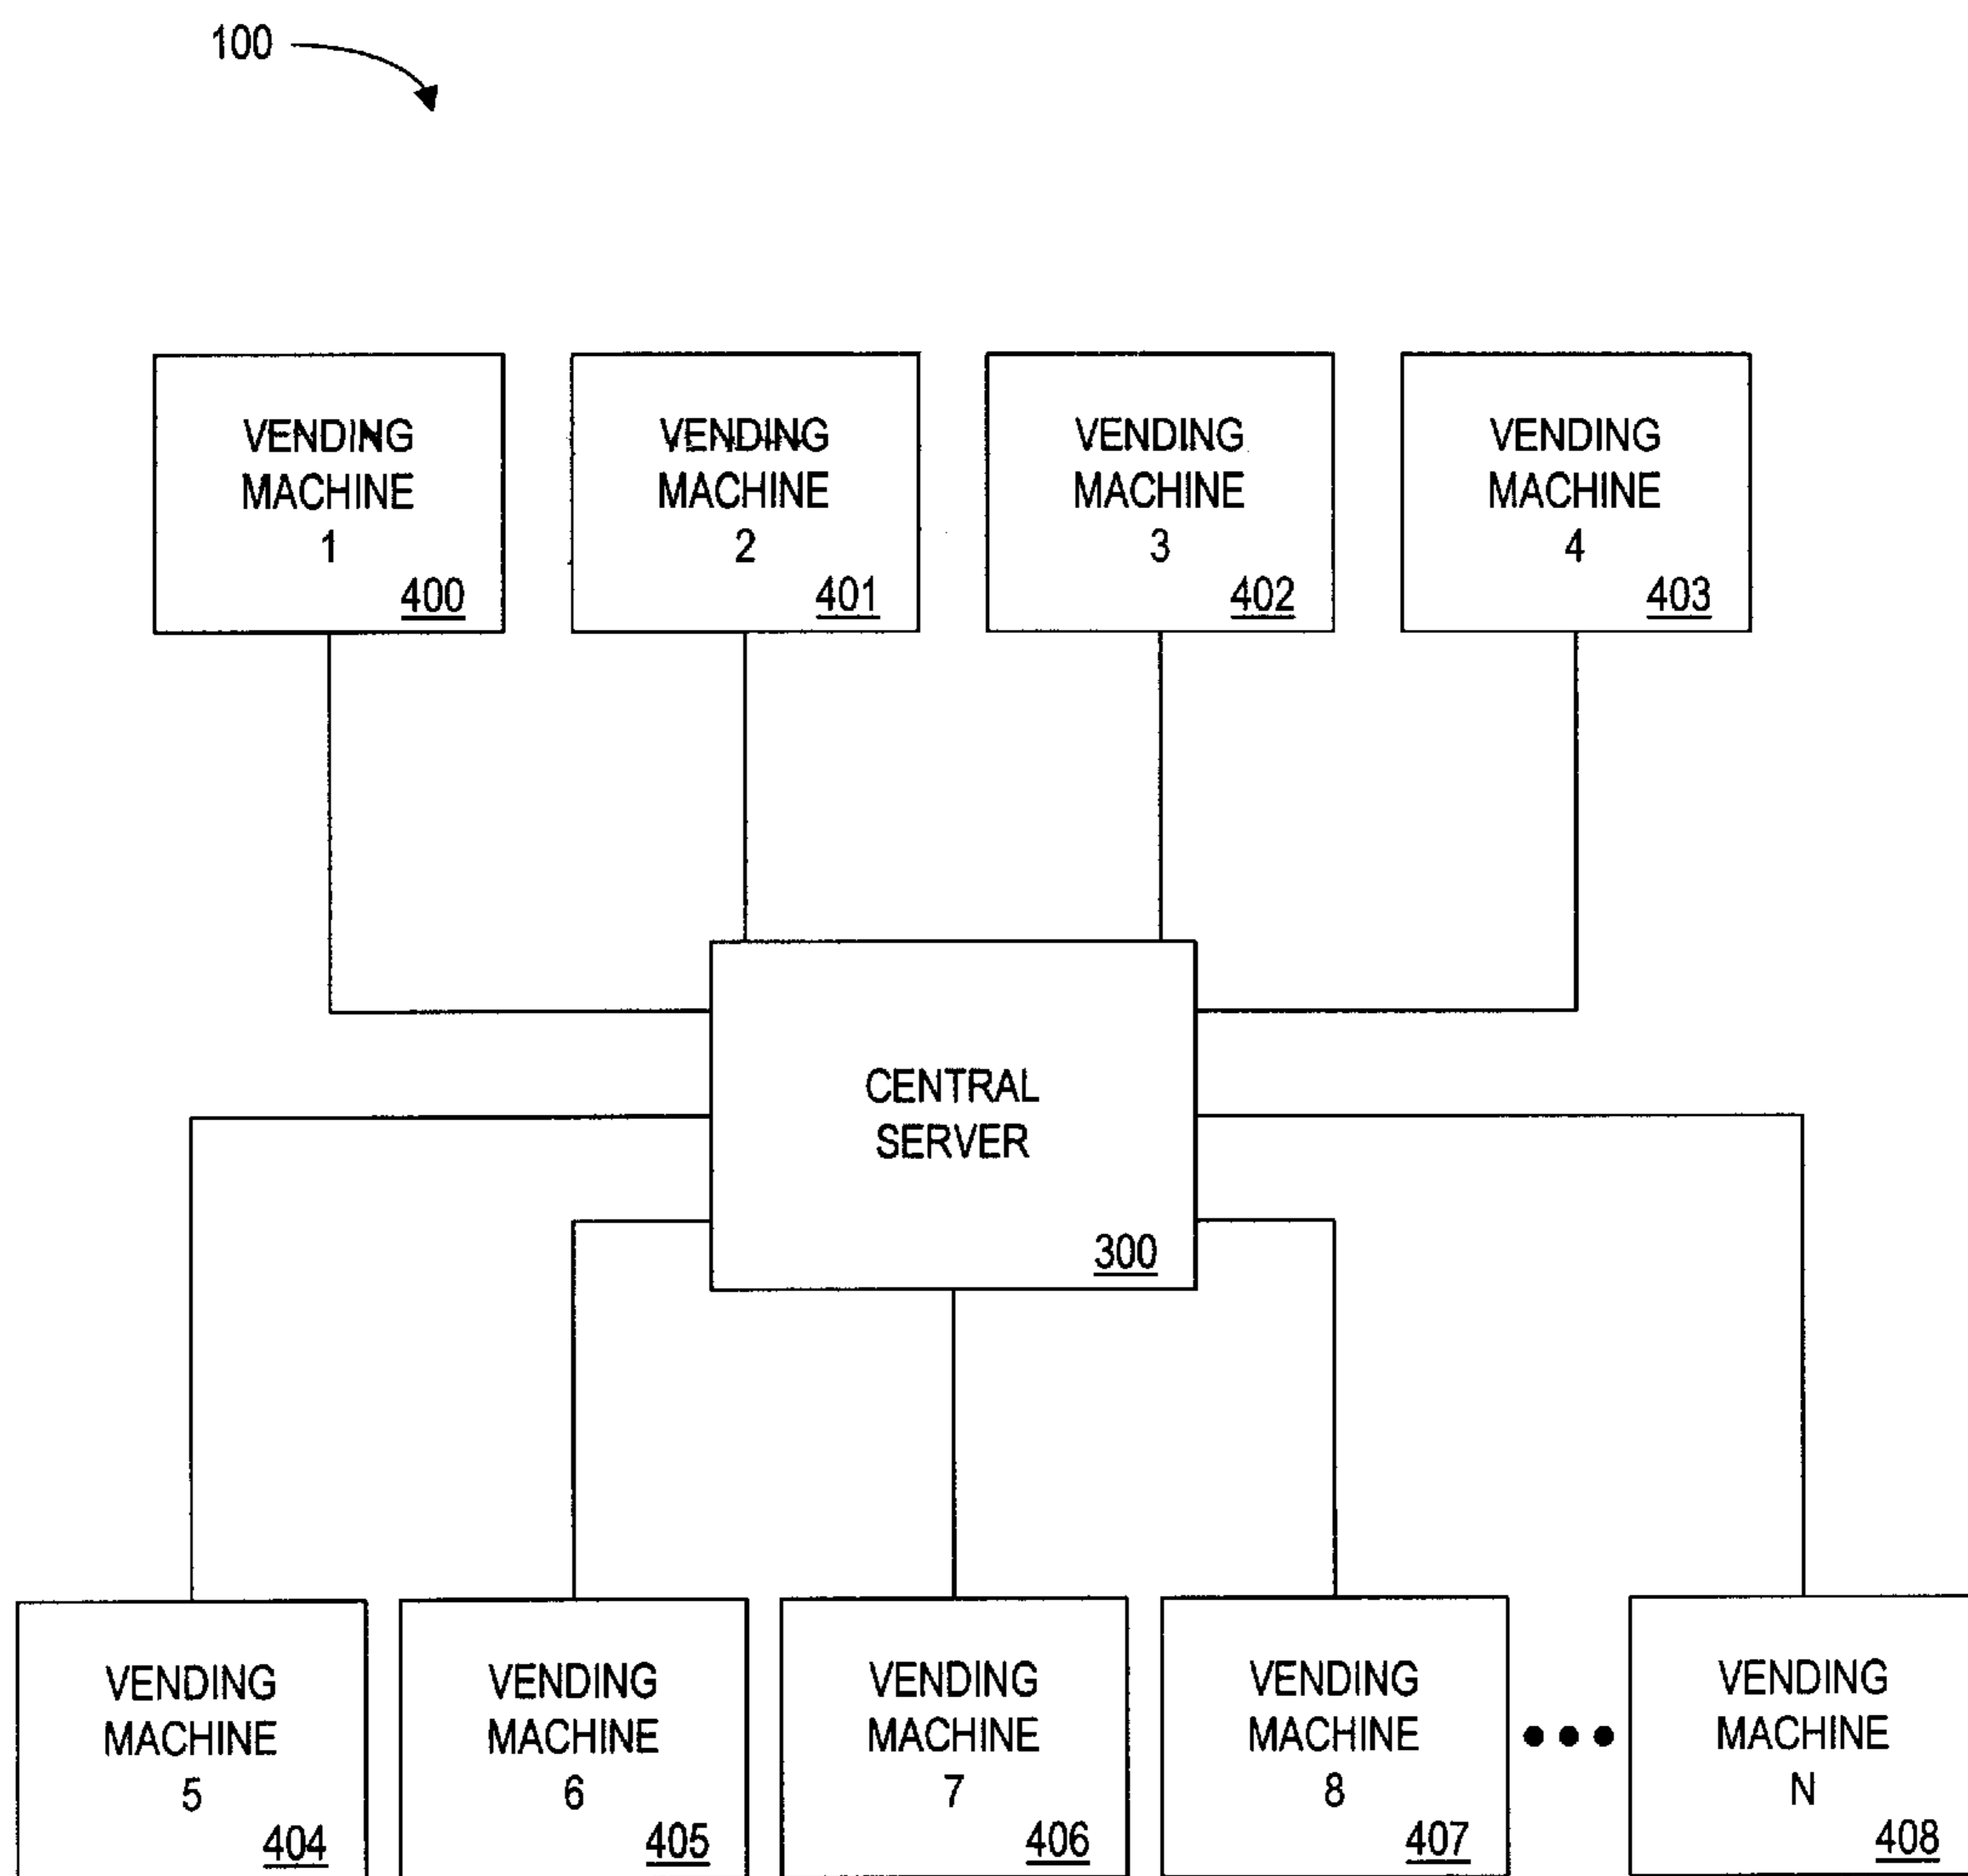 100
VENDING
MACHINE
1
400
VENDING
MACHINE
2
401
VENDING
MACHINE
3
402
VENDING
MACHINE
4
403
CENTRAL
SERVER
300
VENDING
MACHINE
5
404
VENDING
MACHINE
6
405
VENDING
MACHINE
7
406
VENDING
MACHINE
8
407
VENDING
MACHINE
N
408